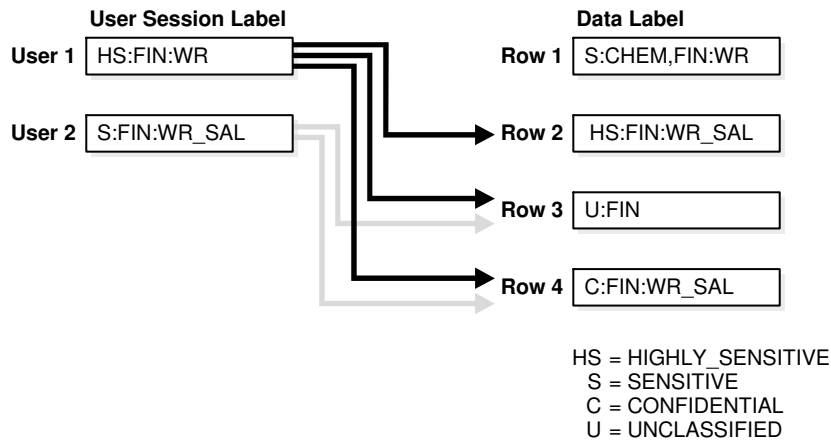 User Session Label Data Label
User 1 HS:FIN:WR Row 1 S:CHEM,FIN:WR
User 2 S:FIN:WR_SAL Row 2 HS:FIN:WR_SAL
Row 3 U:FIN
Row 4 C:FIN:WR_SAL
HS = HIGHLY_SENSITIVE
S = SENSITIVE
C = CONFIDENTIAL
U = UNCLASSIFIED